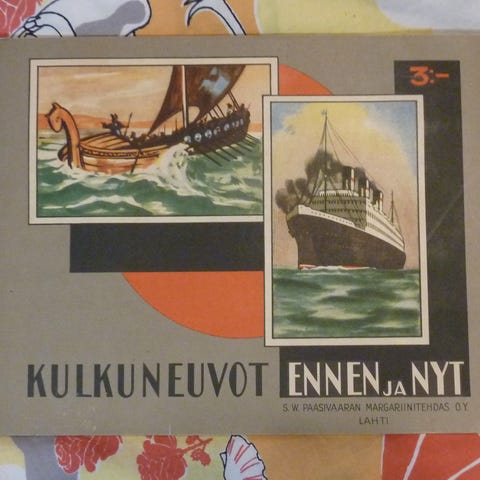 3:-
KULKUNEUVOT ENNEN JA NYT
S. W. PAASIVAARAN MARGARIINITEHDAS O.Y.
LAHTI